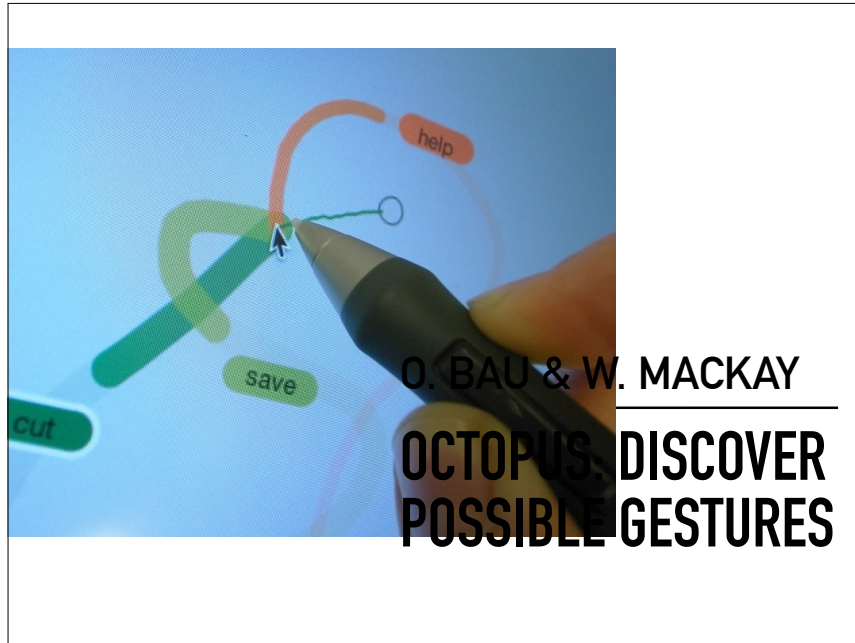 help
save
cut
O. BAU & W. MACKAY
OCTOPUS: DISCOVER
POSSIBLE GESTURES